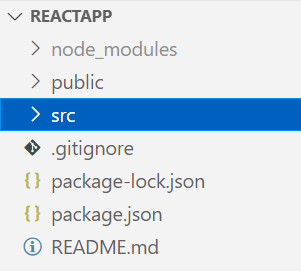 REACTAPP
node_modules
public
src
.gitignore
package-lock.json
package.json
README.md